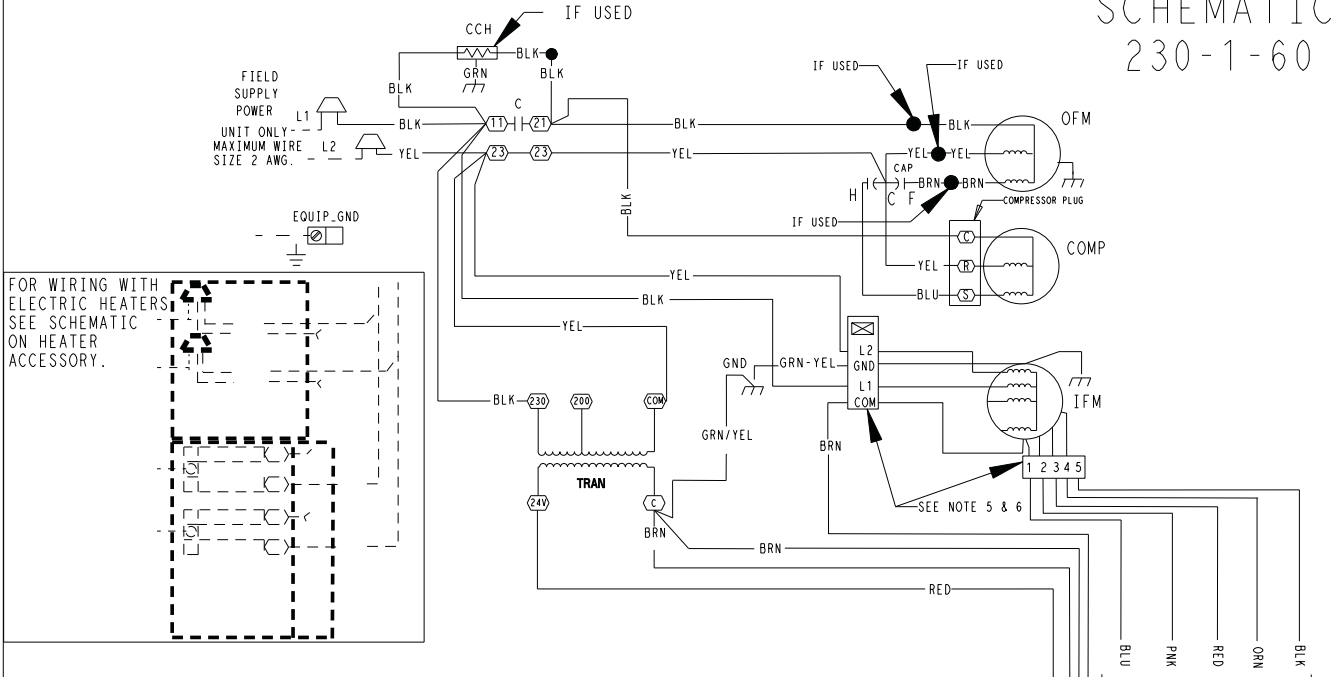 SCHEMATIC
230-1-60
IF USED
CCH
BLK
GRN
BLK
BLK
FIELD
SUPPLY
POWER
L1
UNIT ONLY
MAXIMUM WIRE
SIZE 2 AWG.
L2
BLK
YEL
11
C
21
23
23
BLK
YEL
IF USED
IF USED
BLK
OFM
YEL
YEL
CAP
H
C
F
BRN
BRN
IF USED
COMPRESSOR PLUG
BLK
C
YEL
R
BLU
S
COMP
EQUIP_GND
FOR WIRING WITH
ELECTRIC HEATERS
SEE SCHEMATIC
ON HEATER
ACCESSORY.
YEL
BLK
YEL
L2
GND
GRN-YEL
GND
L1
COM
IFM
BLK
230
200
COM
GRN/YEL
BRN
TRAN
24V
C
1 2 3 4 5
SEE NOTE 5 & 6
BRN
BRN
RED
BLU
PNK
RED
ORN
BLK